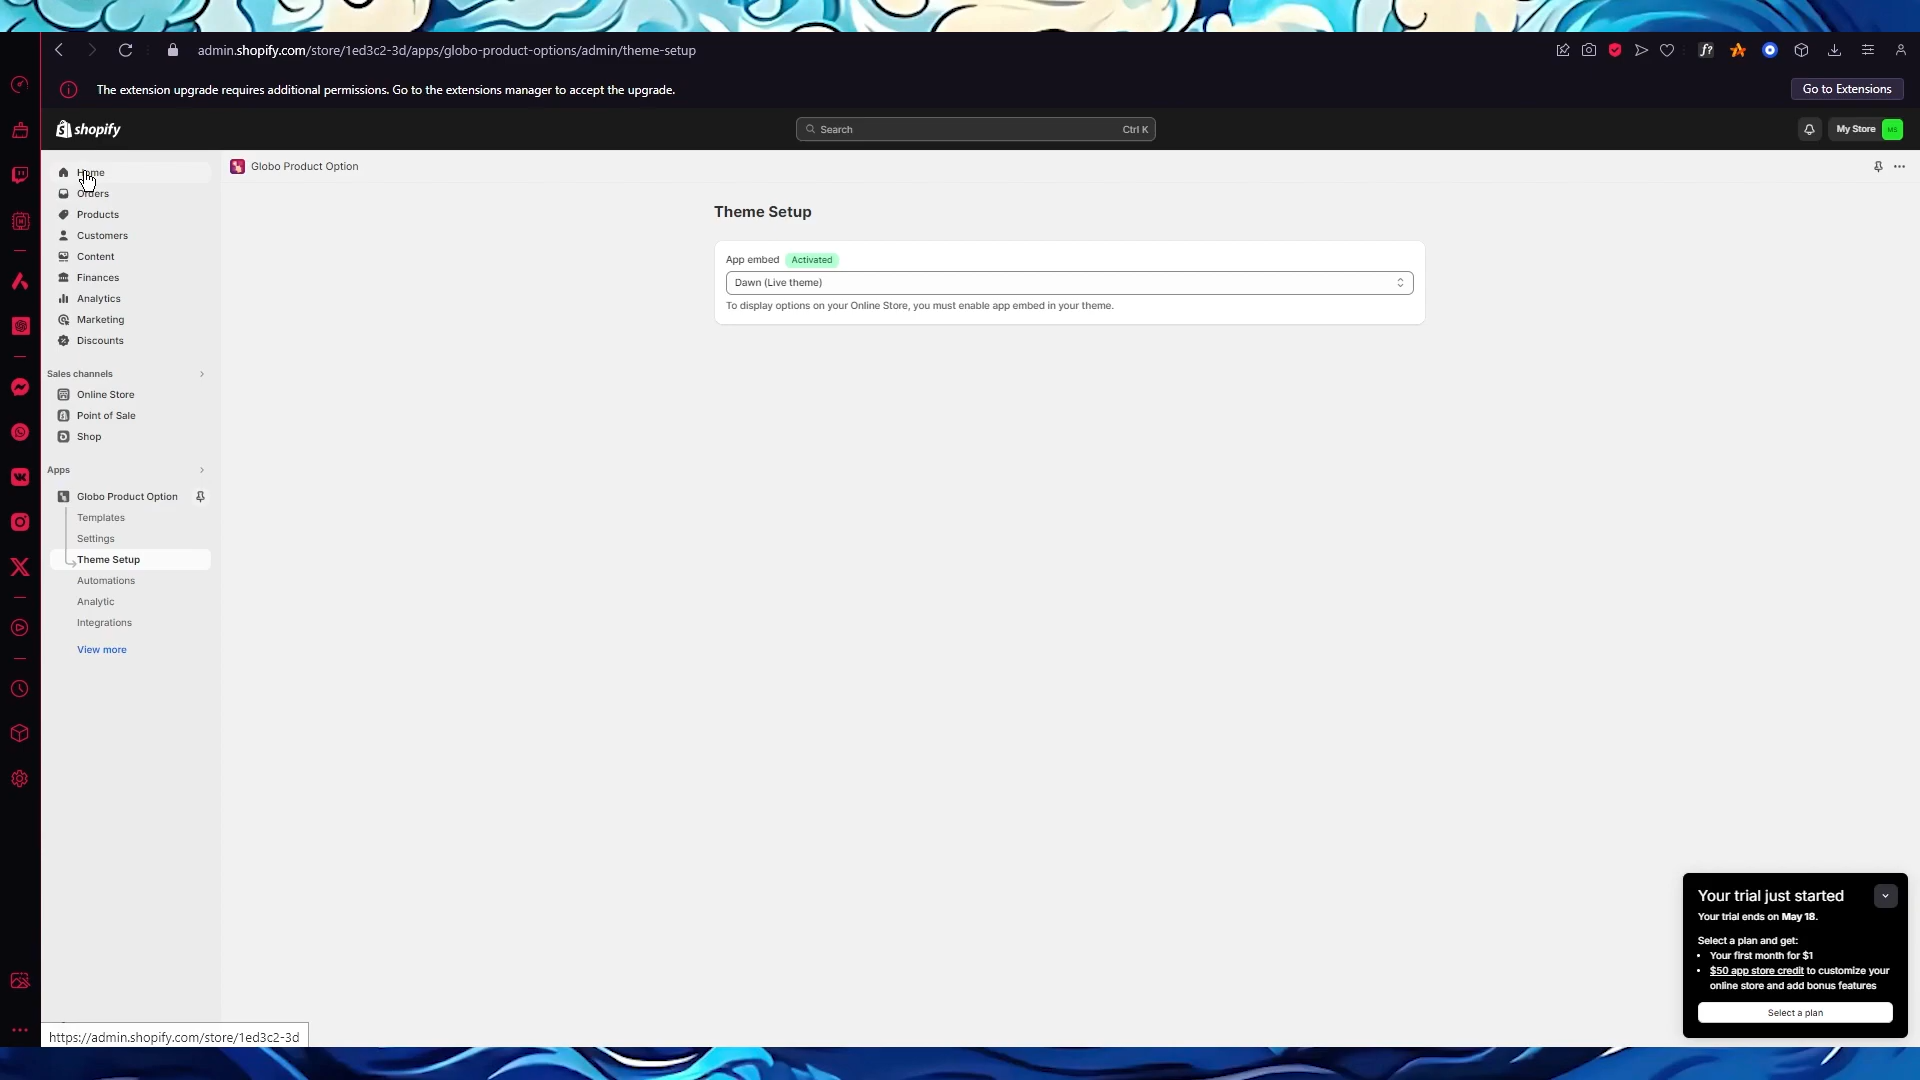 admin.shopify.com/store/1ed3c2-3d/apps/globo-product-options/admin/theme-setup
The extension upgrade requires additional permissions. Go to the extensions manager to accept the upgrade.
Go to Extensions
shopify
Search
Ctrl K
My Store
MS
Home
Orders
Products
Customers
Content
Finances
Analytics
Marketing
Discounts
Sales channels
Online Store
Point of Sale
Shop
Apps
Globo Product Option
Templates
Settings
Theme Setup
Automations
Analytic
Integrations
View more
Globo Product Option
Theme Setup
App embed Activated
Dawn (Live theme)
To display options on your Online Store, you must enable app embed in your theme.
Your trial just started
Your trial ends on May 18.
Select a plan and get:
• Your first month for $1
• $50 app store credit to customize your
online store and add bonus features
Select a plan
https://admin.shopify.com/store/1ed3c2-3d